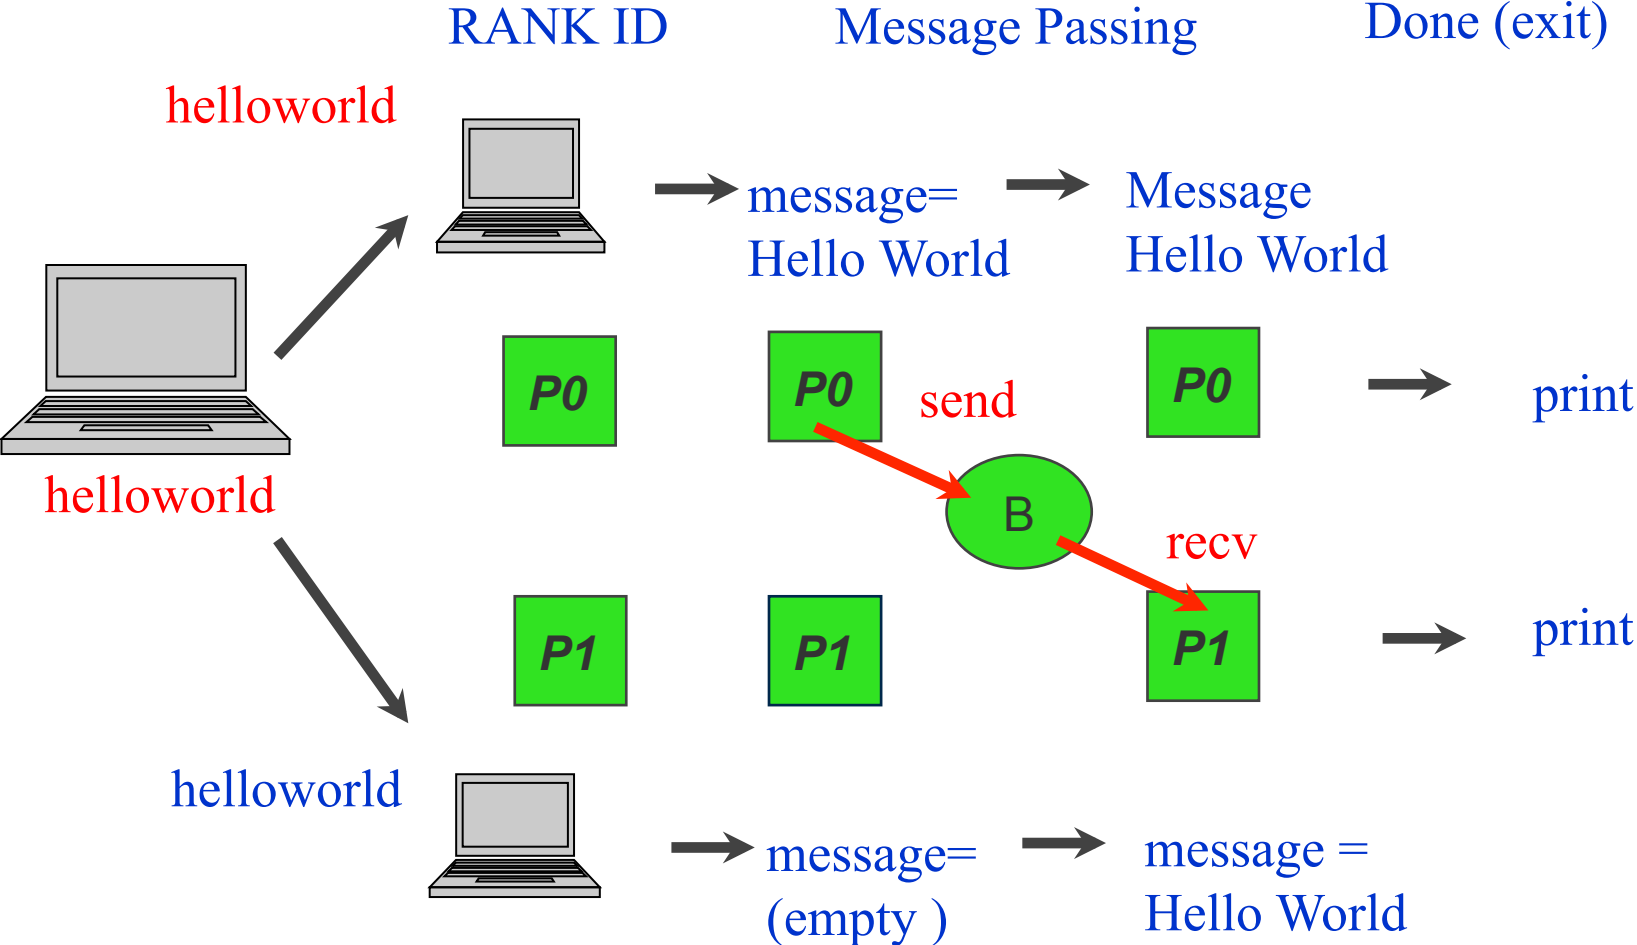 RANK ID
Message Passing
Done (exit)
helloworld
message=
Hello World
Message
Hello World
P0
P0
send
P0
print
helloworld
B
recv
P1
P1
P1
print
helloworld
message=
(empty )
message =
Hello World